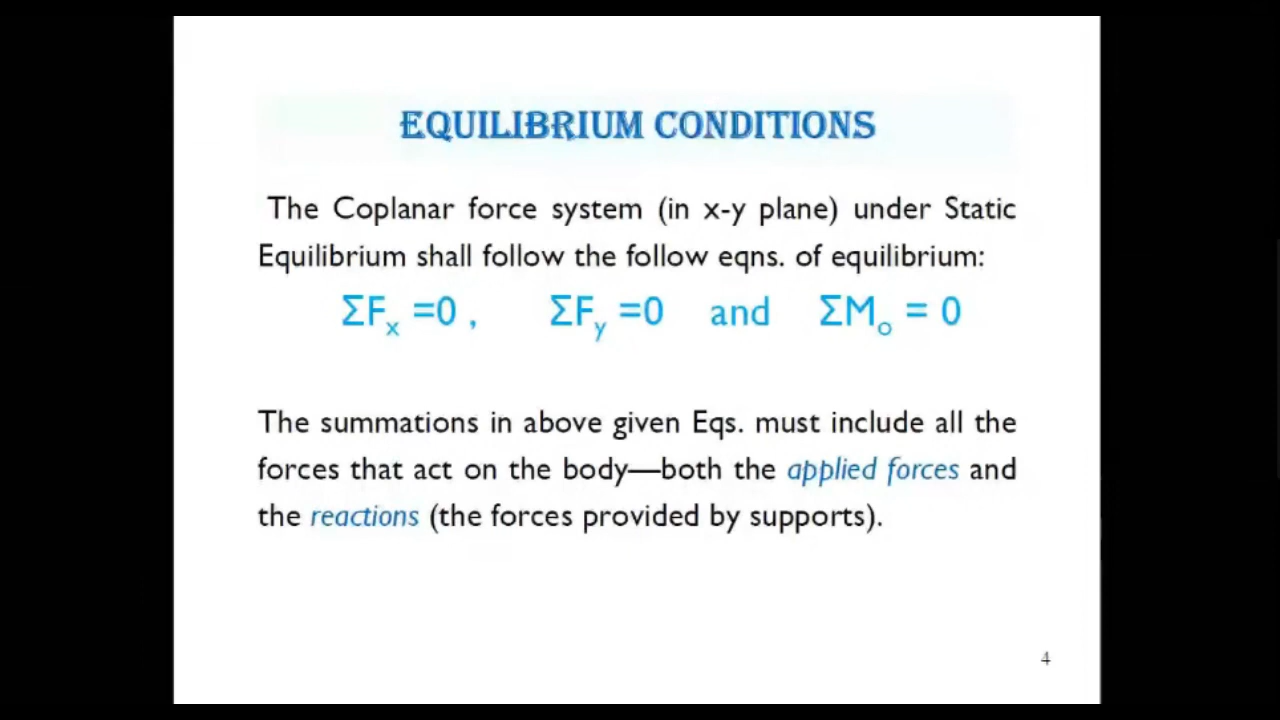 EQUILIBRIUM CONDITIONS
The Coplanar force system (in x-y plane) under Static
Equilibrium shall follow the follow eqns. of equilibrium:
ΣFx =0 , ΣFy =0 and ΣMo = 0
The summations in above given Eqs. must include all the
forces that act on the body—both the applied forces and
the reactions (the forces provided by supports).
4